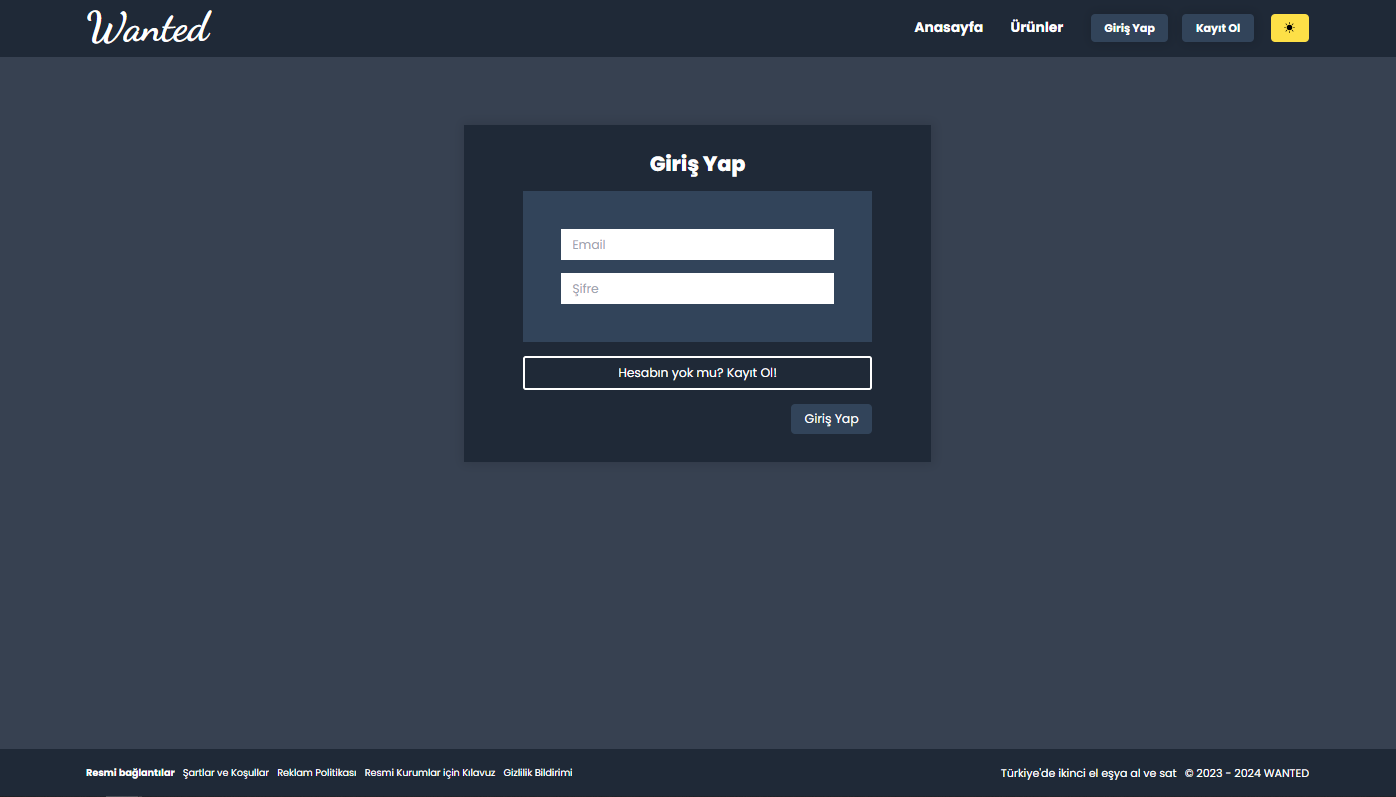 Wanted
Anasayfa Ürünler Giriş Yap Kayıt Ol
Giriş Yap
Email
Şifre
Hesabın yok mu? Kayıt Ol!
Giriş Yap
Resmi bağlantılar Şartlar ve Koşullar Reklam Politikası Resmi Kurumlar için Kılavuz Gizlilik Bildirimi
Türkiye'de ikinci el eşya al ve sat © 2023 - 2024 WANTED